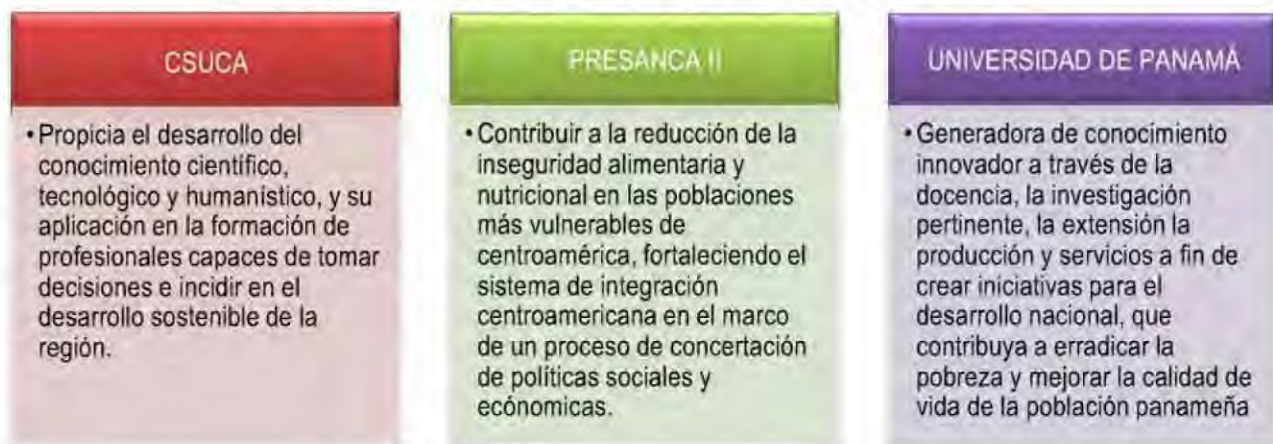 CSUCA
• Propicia el desarrollo del
conocimiento científico,
tecnológico y humanístico, y su
aplicación en la formación de
profesionales capaces de tomar
decisiones e incidir en el
desarrollo sostenible de la
región.
PRESANCA II
• Contribuir a la reducción de la
inseguridad alimentaria y
nutricional en las poblaciones
más vulnerables de
centroamérica, fortaleciendo el
sistema de integración
centroamericana en el marco
de un proceso de concertación
de políticas sociales y
ecónomicas.
UNIVERSIDAD DE PANAMÁ
• Generadora de conocimiento
innovador a través de la
docencia, la investigación
pertinente, la extensión la
producción y servicios a fin de
crear iniciativas para el
desarrollo nacional, que
contribuya a erradicar la
pobreza y mejorar la calidad de
vida de la población panameña